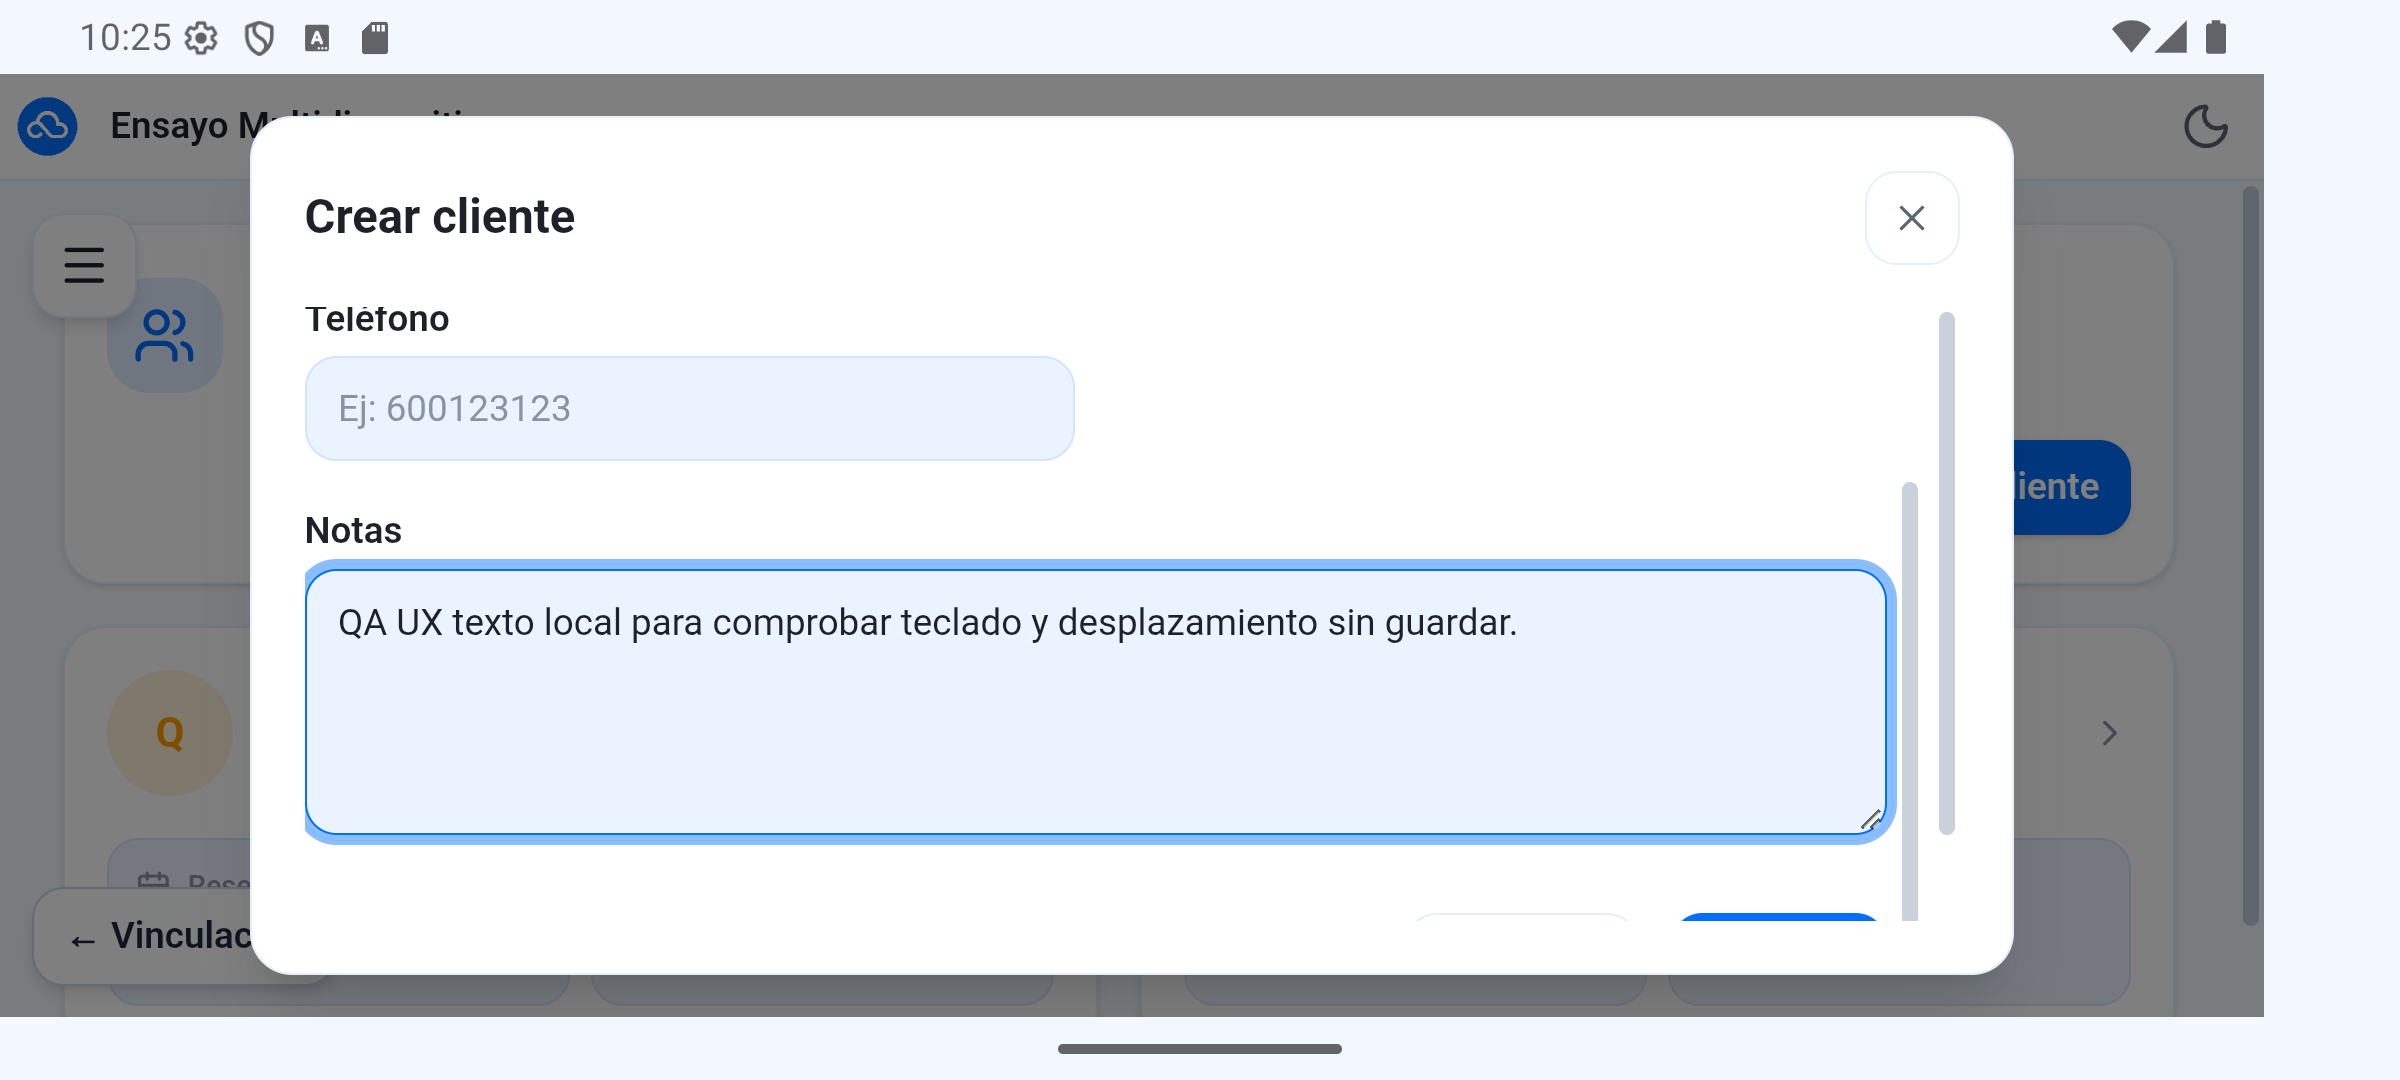 10:25
Ensayo
Crear cliente
Teléfono
Ej: 600123123
liente
Notas
QA UX texto local para comprobar teclado y desplazamiento sin guardar.
Q
← Vinculac